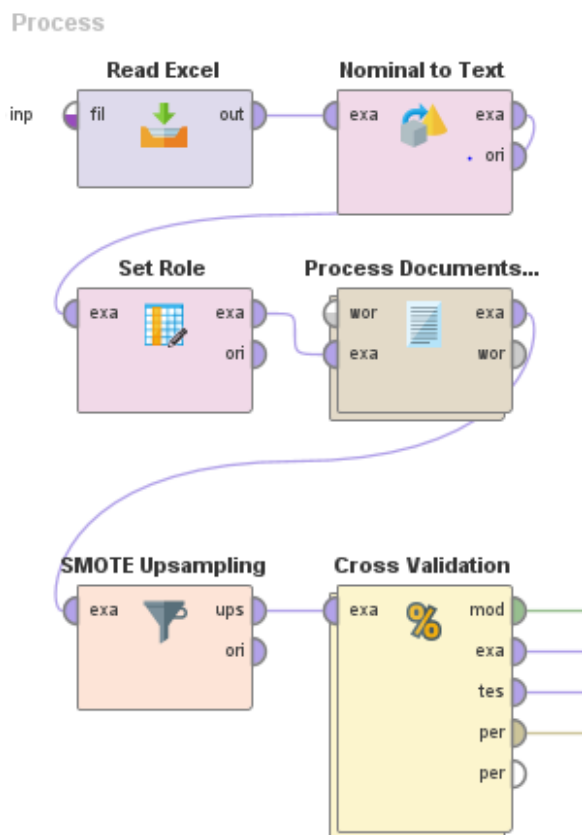 Process
Read Excel
Nominal to Text
inp
fil
out
exa
exa
ori
Set Role
Process Documents...
exa
exa
ori
wor
exa
exa
wor
SMOTE Upsampling
Cross Validation
exa
ups
ori
exa
%
mod
exa
tes
per
per